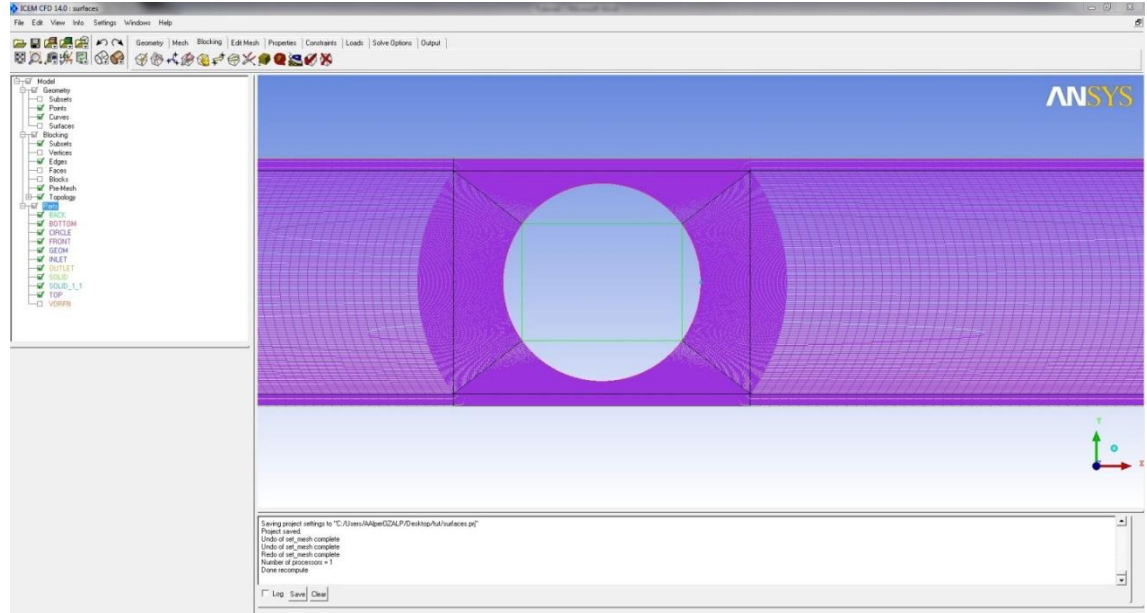 ICEM CFD 14.0 : surfaces
File Edit View Info Settings Windows Help
Geometry Mesh Blocking Edit Mesh Properties Constraints Loads Solve Options Output
Model
Geometry
Subsets
Points
Curves
Surfaces
Blocking
Subsets
Vertices
Edges
Faces
Blocks
Pre-Mesh
Topology
Parts
BACK
BOTTOM
CIRCLE
FRONT
GEOM
INLET
OUTLET
SOLID
SOLID_1_1
TOP
VORFN
ANSYS
Y
X
Saving project settings to "C:/Users/AAlperOZALP/Desktop/tut/surfaces.prj"
Project saved.
Undo of set_mesh complete
Undo of set_mesh complete
Redo of set_mesh complete
Number of processors = 1
Done recompute
Log Save Clear